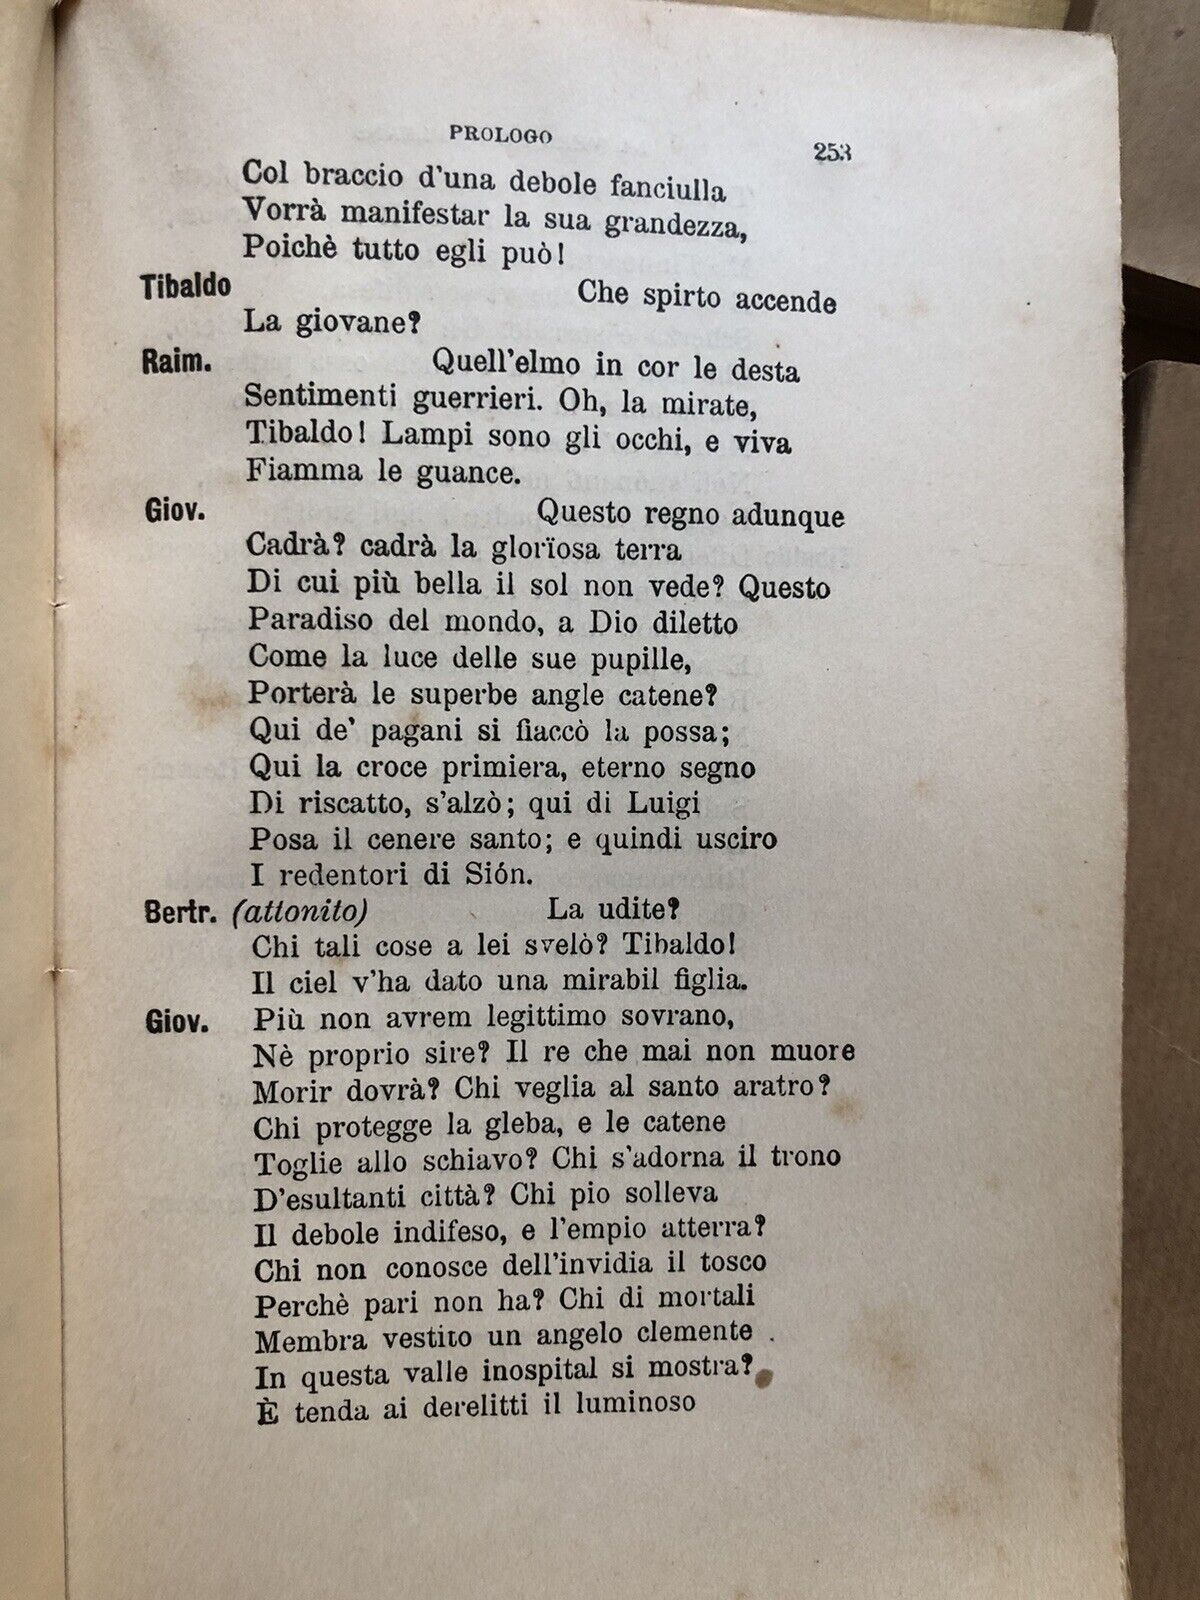 PROLOGO 253
Col braccio d'una debole fanciulla
Vorrà manifestar la sua grandezza,
Poichè tutto egli può!
Tibaldo Che spirto accende
La giovane?
Raim. Quell'elmo in cor le desta
Sentimenti guerrieri. Oh, la mirate,
Tibaldo! Lampi sono gli occhi, e viva
Fiamma le guance.
Giov. Questo regno adunque
Cadrà? cadrà la glorïosa terra
Di cui più bella il sol non vede? Questo
Paradiso del mondo, a Dio diletto
Come la luce delle sue pupille,
Porterà le superbe angle catene?
Qui de' pagani si fiaccò la possa;
Qui la croce primiera, eterno segno
Di riscatto, s'alzò; qui di Luigi
Posa il cenere santo; e quindi usciro
I redentori di Sión.
Bertr. (attonito) La udite?
Chi tali cose a lei svelò? Tibaldo!
Il ciel v'ha dato una mirabil figlia.
Giov. Più non avrem legittimo sovrano,
Nè proprio sire? Il re che mai non muore
Morir dovrà? Chi veglia al santo aratro?
Chi protegge la gleba, e le catene
Toglie allo schiavo? Chi s'adorna il trono
D'esultanti città? Chi pio solleva
Il debole indifeso, e l'empio atterra?
Chi non conosce dell'invidia il tosco
Perchè pari non ha? Chi di mortali
Membra vestito un angelo clemente
In questa valle inospital si mostra?
È tenda ai derelitti il luminoso